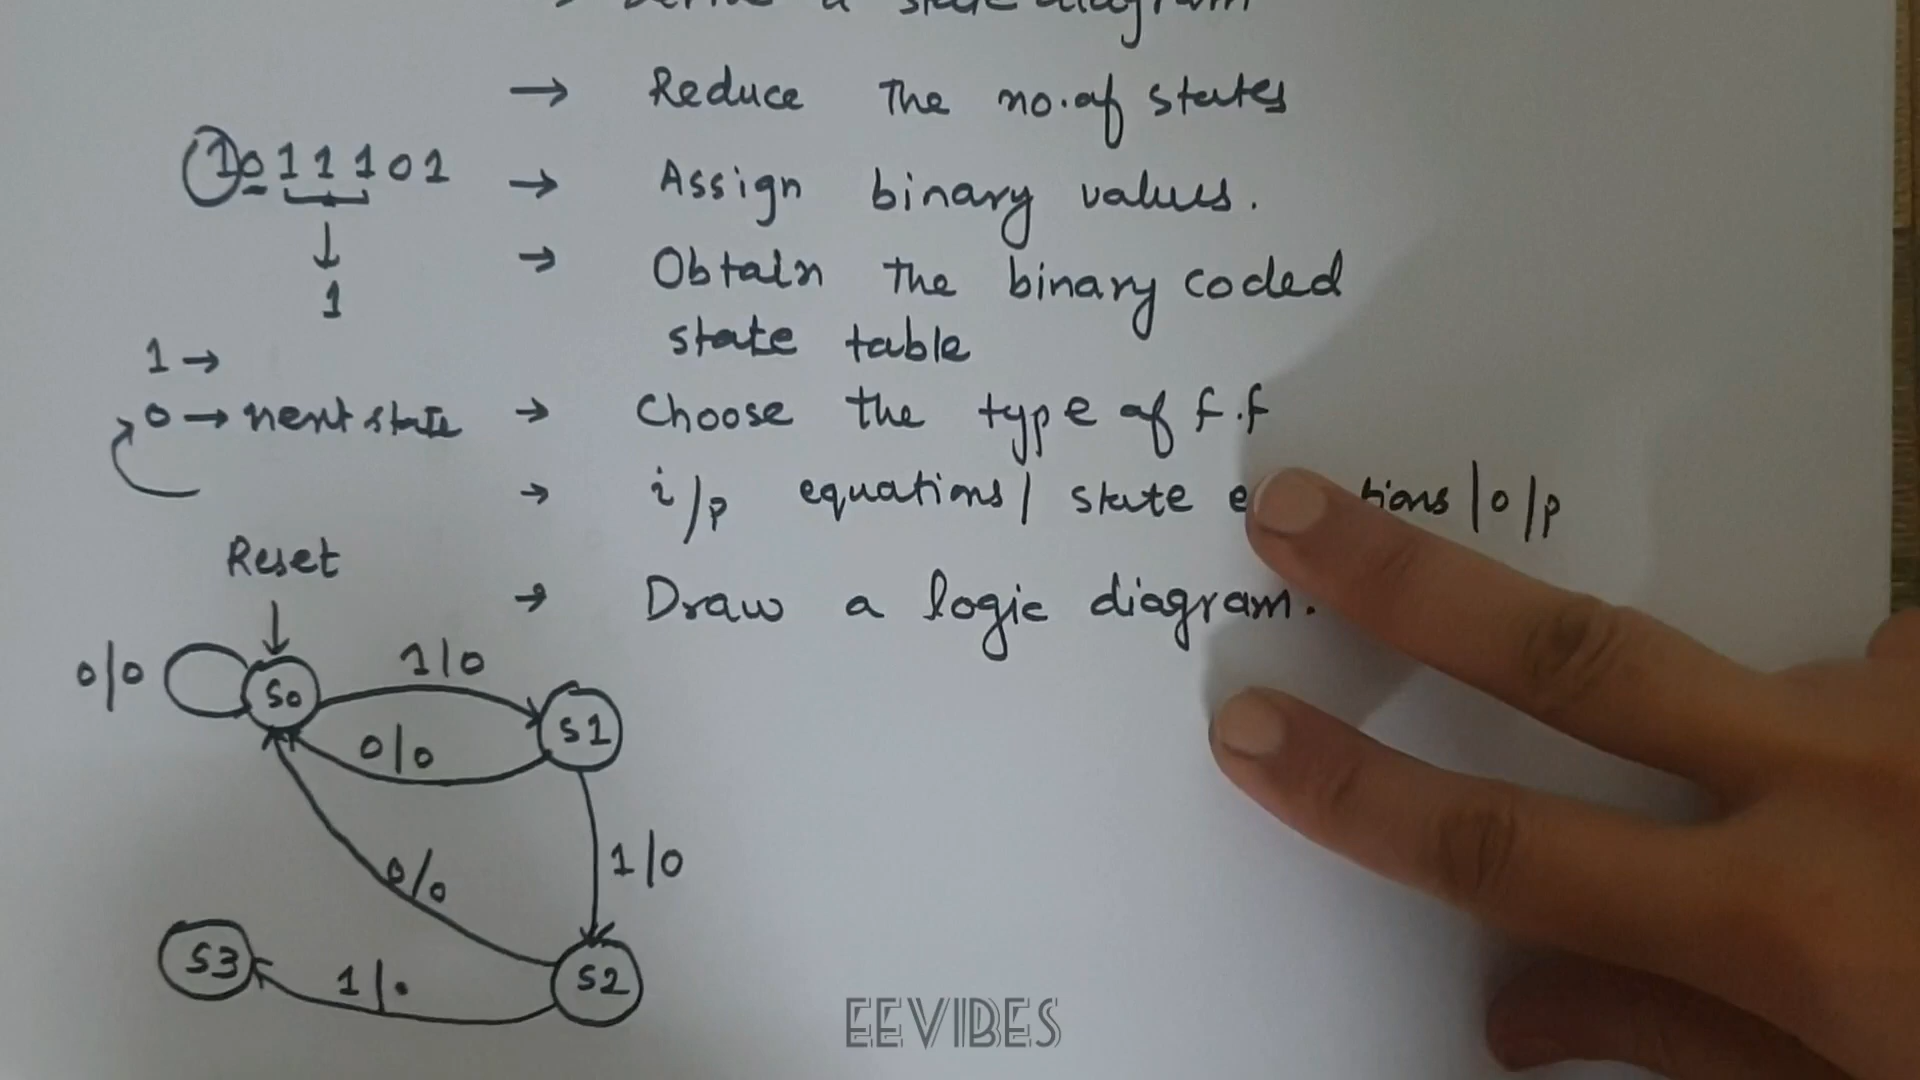 a state diagram
→ Reduce The no. of states
1011101
→ Assign binary values.
↓
1
→ Obtain The binary coded
state table
1 →
0 → next state
→ Choose the type of F.F
→ i/p equations/ state e tions | o/p
→ Draw a logic diagram.
Reset
↓
0/0
S0
1/0
S1
0/0
1/0
0/0
S3
1/.
S2
EEVIBES